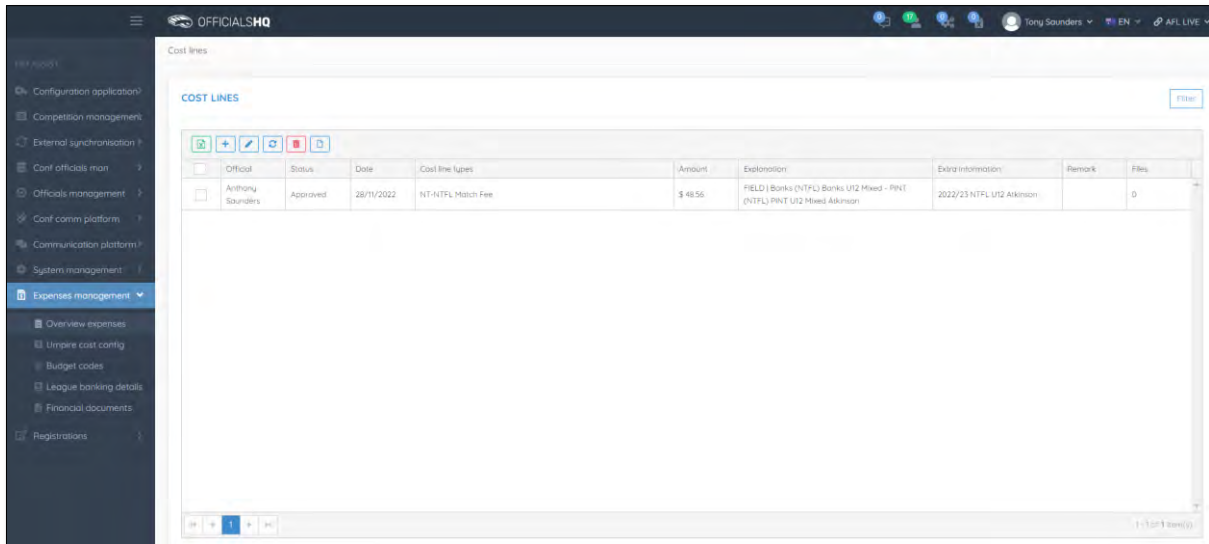 OFFICIALSHQ
Tony Saunders
EN
AFL LIVE
Cost lines
Configuration application
Competition management
External synchronisation
Conf officials man
Officials management
Conf comm platform
Communication platform
System management
Expenses management
Overview expenses
Umpire cost config
Budget codes
League banking details
Financial documents
Registrations
COST LINES
Filter
Official Status Date Cost line types Amount Explanation Extra information Remark Files
Anthony Saunders Approved 28/11/2022 NT-NTFL Match Fee $ 48.56 FIELD | Banks (NTFL) Banks U12 Mixed - PINT 2022/23 NTFL U12 Atkinson 0
(NTFL) PINT U12 Mixed Atkinson
1
1 - 1 of 1 item(s)